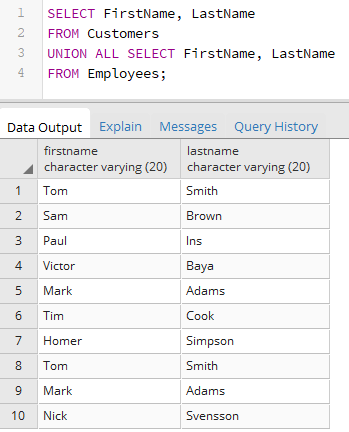 1 SELECT FirstName, LastName
2 FROM Customers
3 UNION ALL SELECT FirstName, LastName
4 FROM Employees;
Data Output Explain Messages Query History
firstname lastname
character varying (20) character varying (20)
1 Tom Smith
2 Sam Brown
3 Paul Ins
4 Victor Baya
5 Mark Adams
6 Tim Cook
7 Homer Simpson
8 Tom Smith
9 Mark Adams
10 Nick Svensson